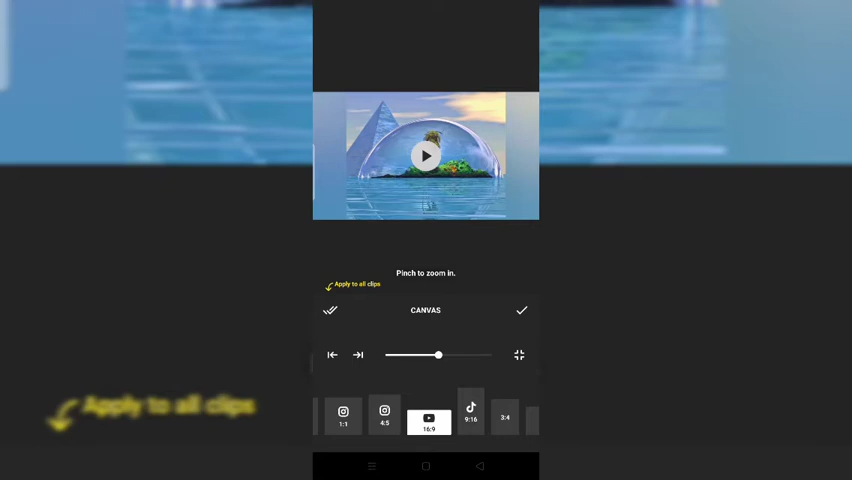 Pinch to zoom in.
Apply to all clips
CANVAS
1:1
4:5
16:9
9:16
3:4
Apply to all clips